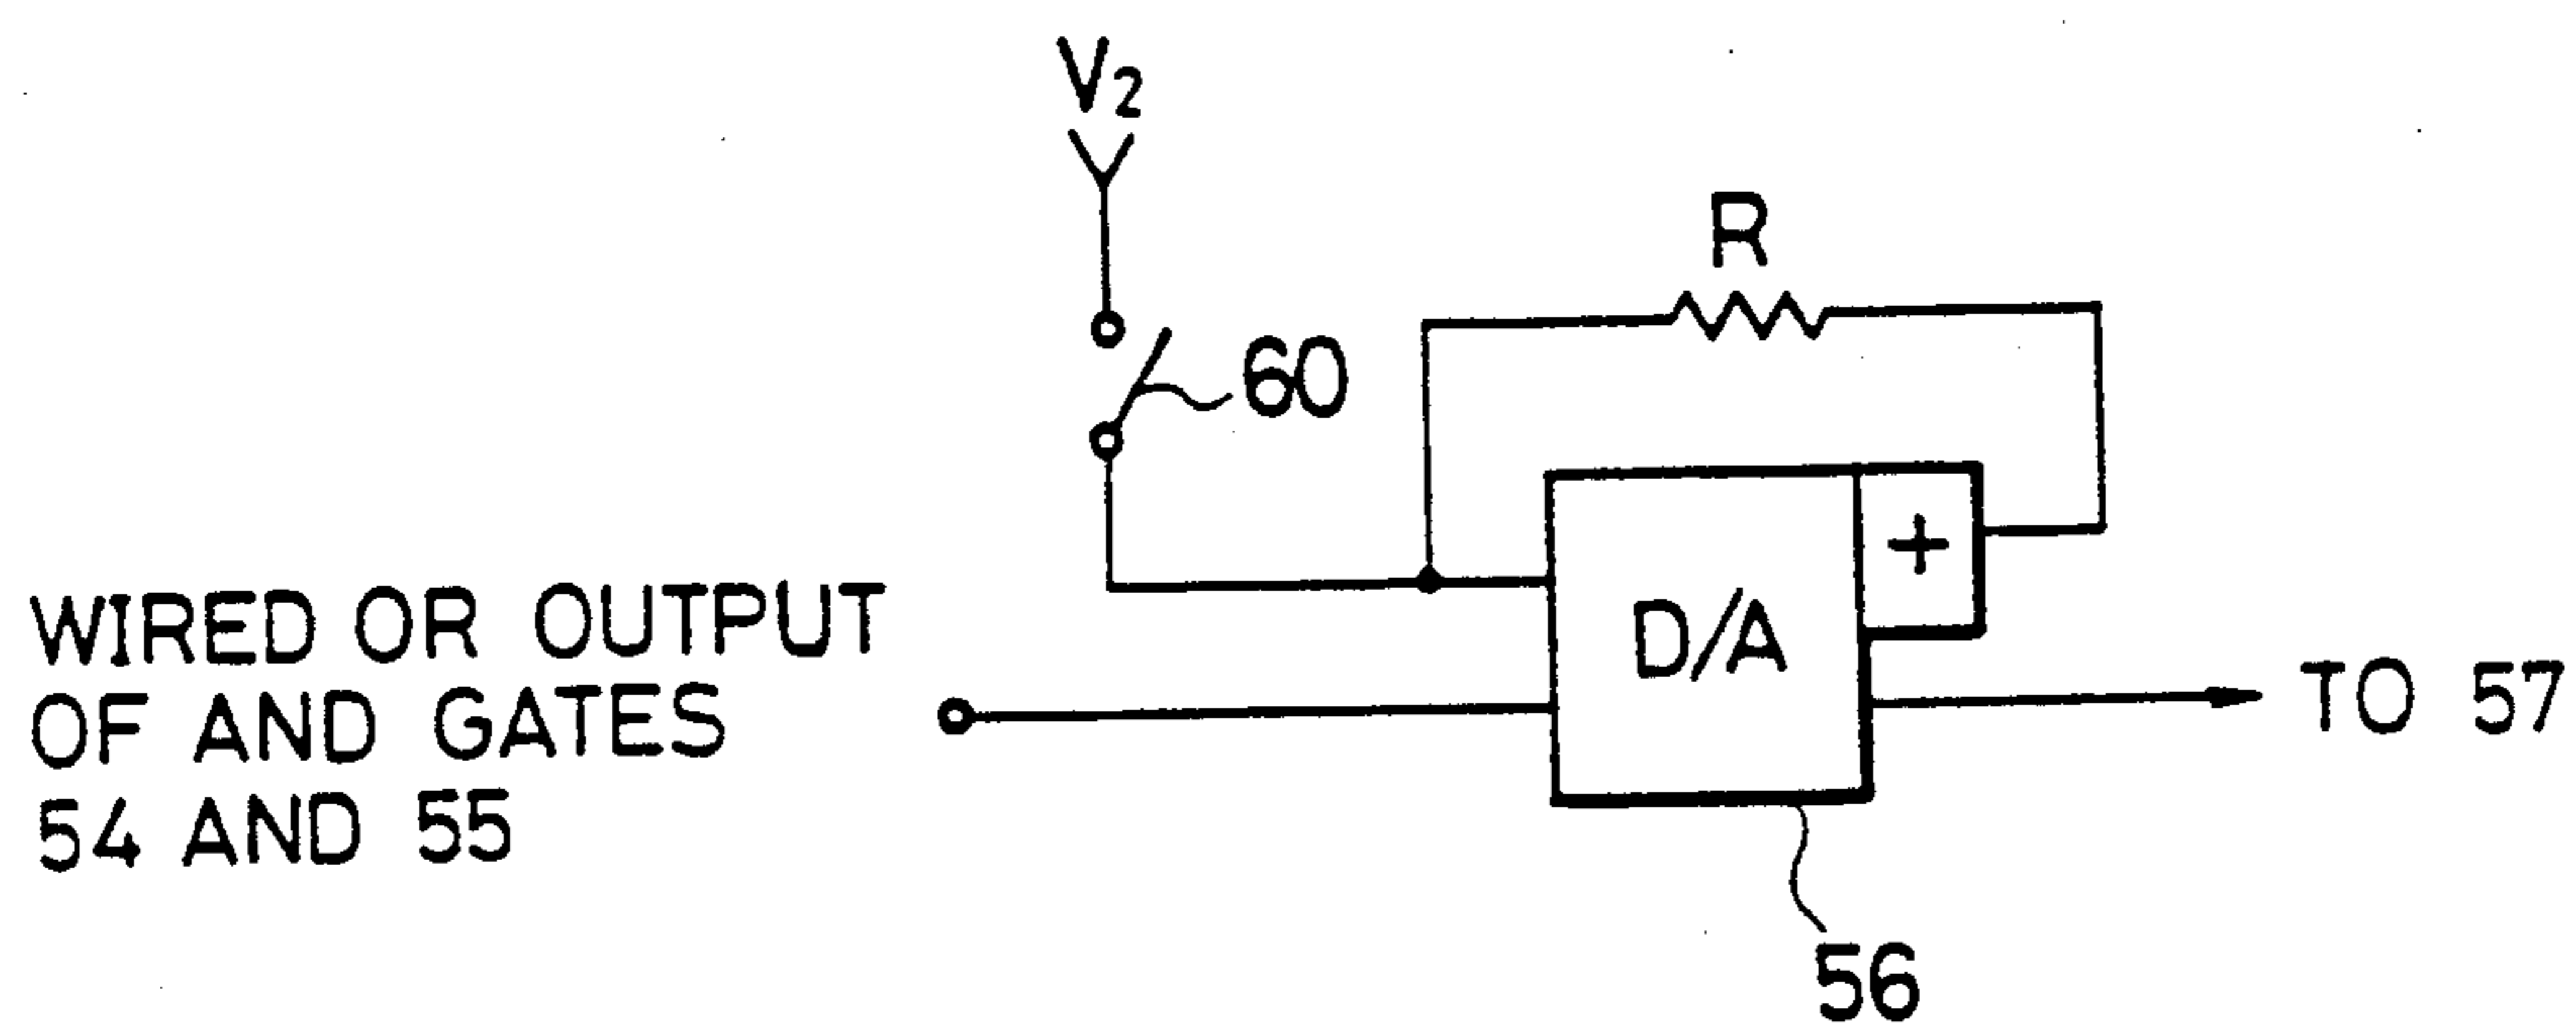 V2
R
60
+
D/A
WIRED OR OUTPUT
OF AND GATES
54 AND 55
TO 57
56